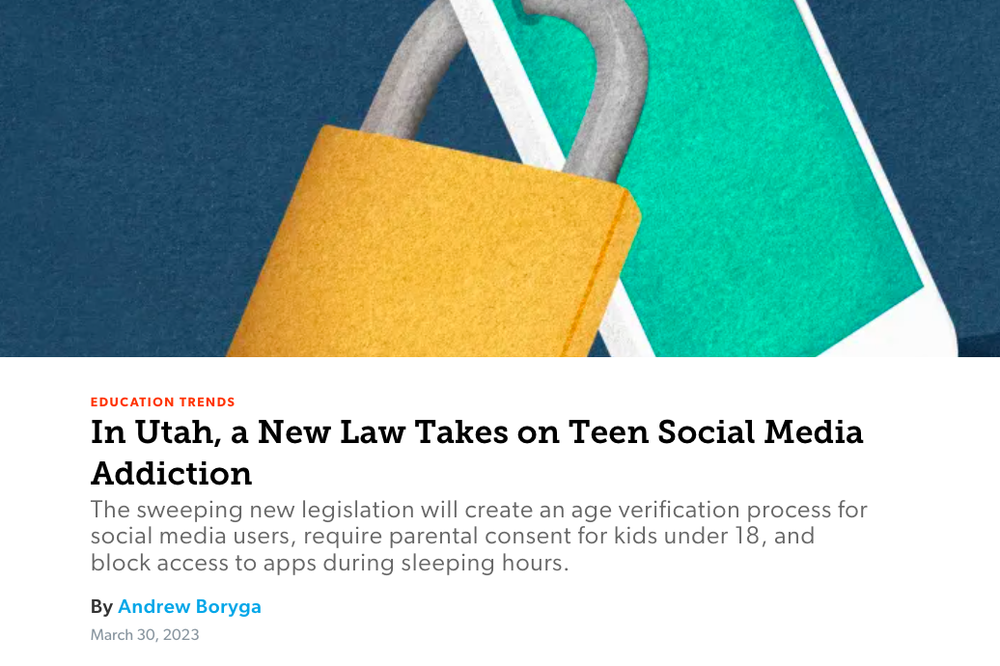 EDUCATION TRENDS
In Utah, a New Law Takes on Teen Social Media
Addiction
The sweeping new legislation will create an age verification process for
social media users, require parental consent for kids under 18, and
block access to apps during sleeping hours.
By Andrew Boryga
March 30, 2023